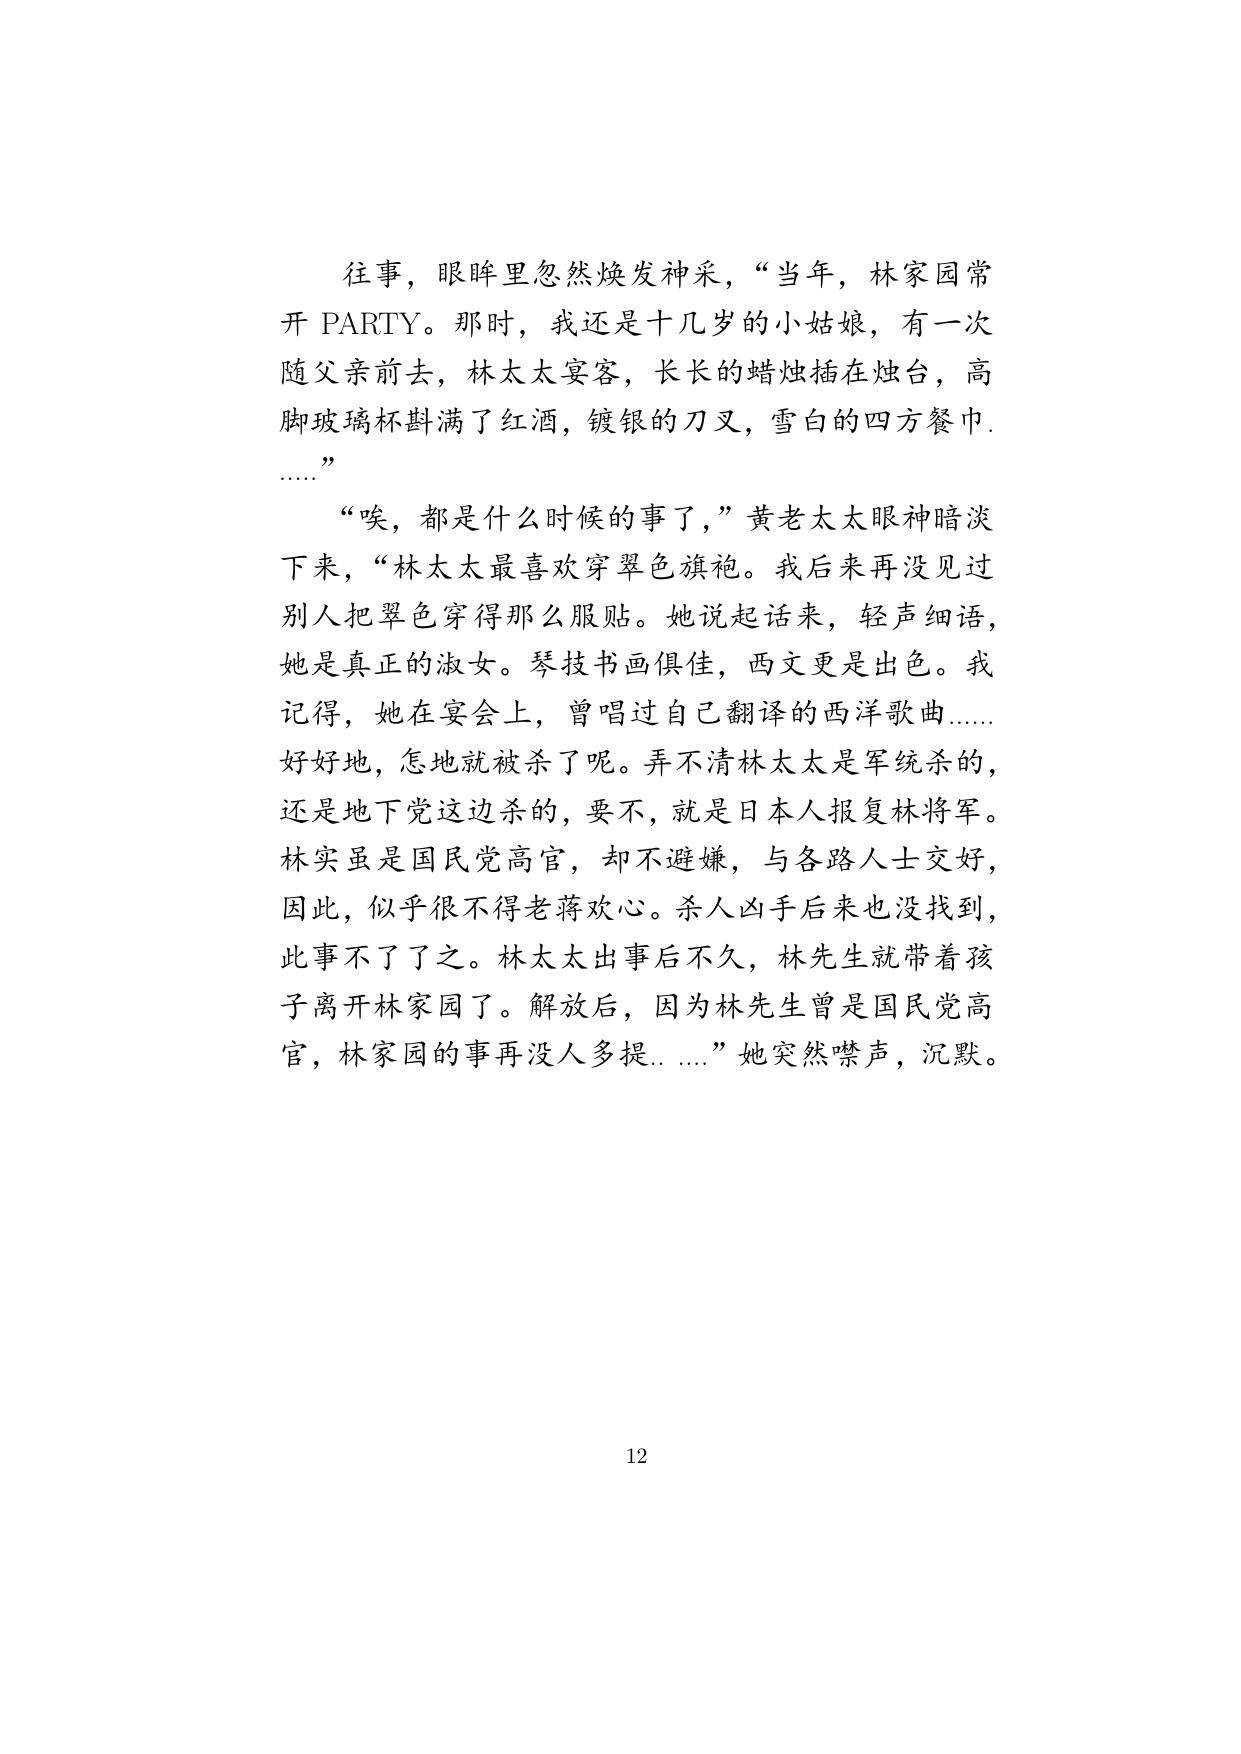 往事，眼眸里忽然焕发神采，“当年，林家园常
开 PARTY。那时，我还是十几岁的小姑娘，有一次
随父亲前去，林太太宴客，长长的蜡烛插在烛台，高
脚玻璃杯斟满了红酒，镀银的刀叉，雪白的四方餐巾.
.....”
“唉，都是什么时候的事了，”黄老太太眼神暗淡
下来，“林太太最喜欢穿翠色旗袍。我后来再没见过
别人把翠色穿得那么服贴。她说起话来，轻声细语，
她是真正的淑女。琴技书画俱佳，西文更是出色。我
记得，她在宴会上，曾唱过自己翻译的西洋歌曲......
好好地，怎地就被杀了呢。弄不清林太太是军统杀的，
还是地下党这边杀的，要不，就是日本人报复林将军。
林实虽是国民党高官，却不避嫌，与各路人士交好，
因此，似乎很不得老蒋欢心。杀人凶手后来也没找到，
此事不了了之。林太太出事后不久，林先生就带着孩
子离开林家园了。解放后，因为林先生曾是国民党高
官，林家园的事再没人多提.. ....”她突然噤声，沉默。
12